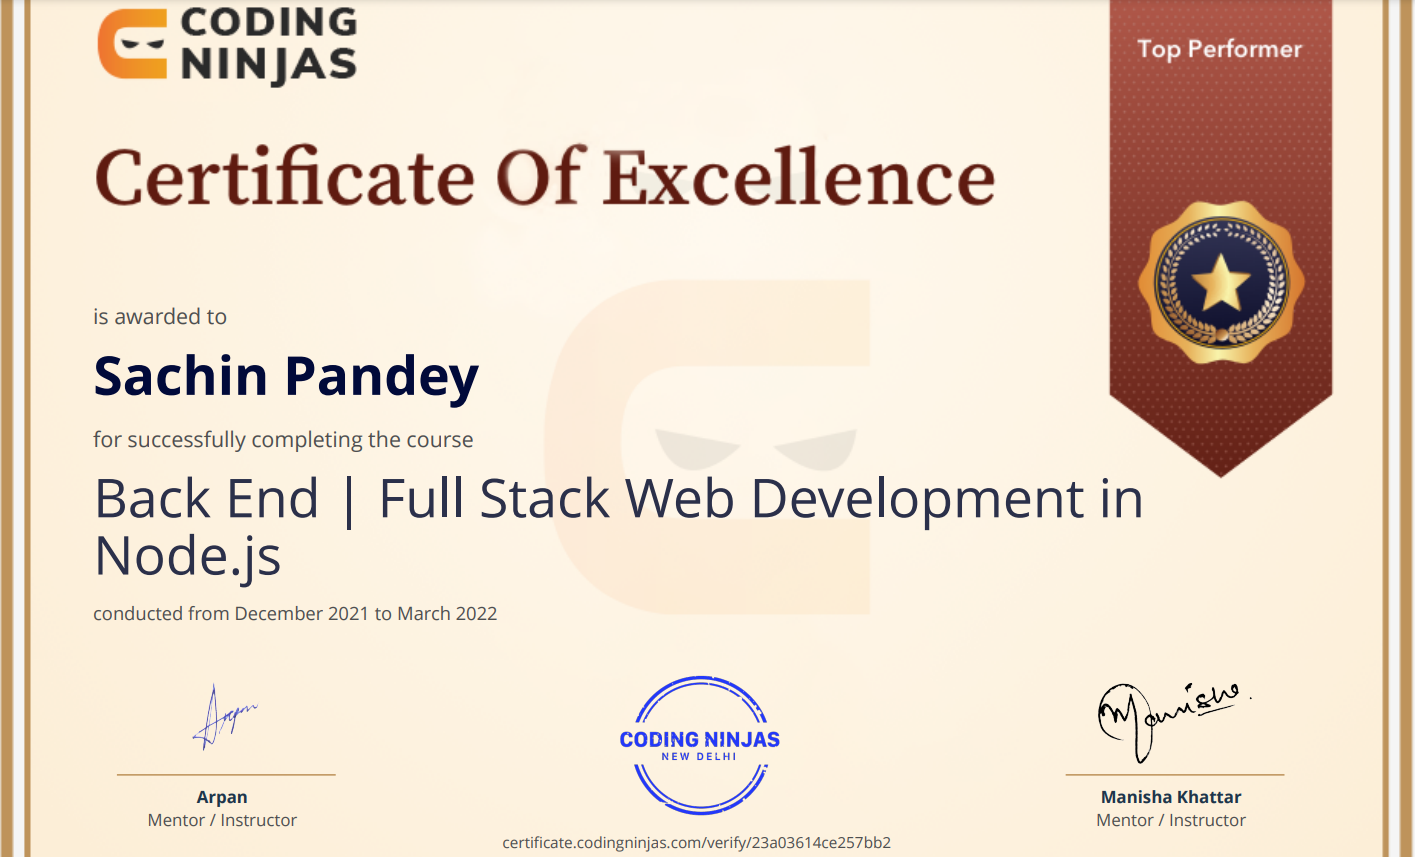 CODING
NINJAS
Top Performer
Certificate Of Excellence
is awarded to
Sachin Pandey
for successfully completing the course
Back End | Full Stack Web Development in
Node.js
conducted from December 2021 to March 2022
Arpan
CODING NINJAS
NEW DELHI
Manisha
Arpan
Mentor / Instructor
Manisha Khattar
Mentor / Instructor
certificate.codingninjas.com/verify/23a03614ce257bb2